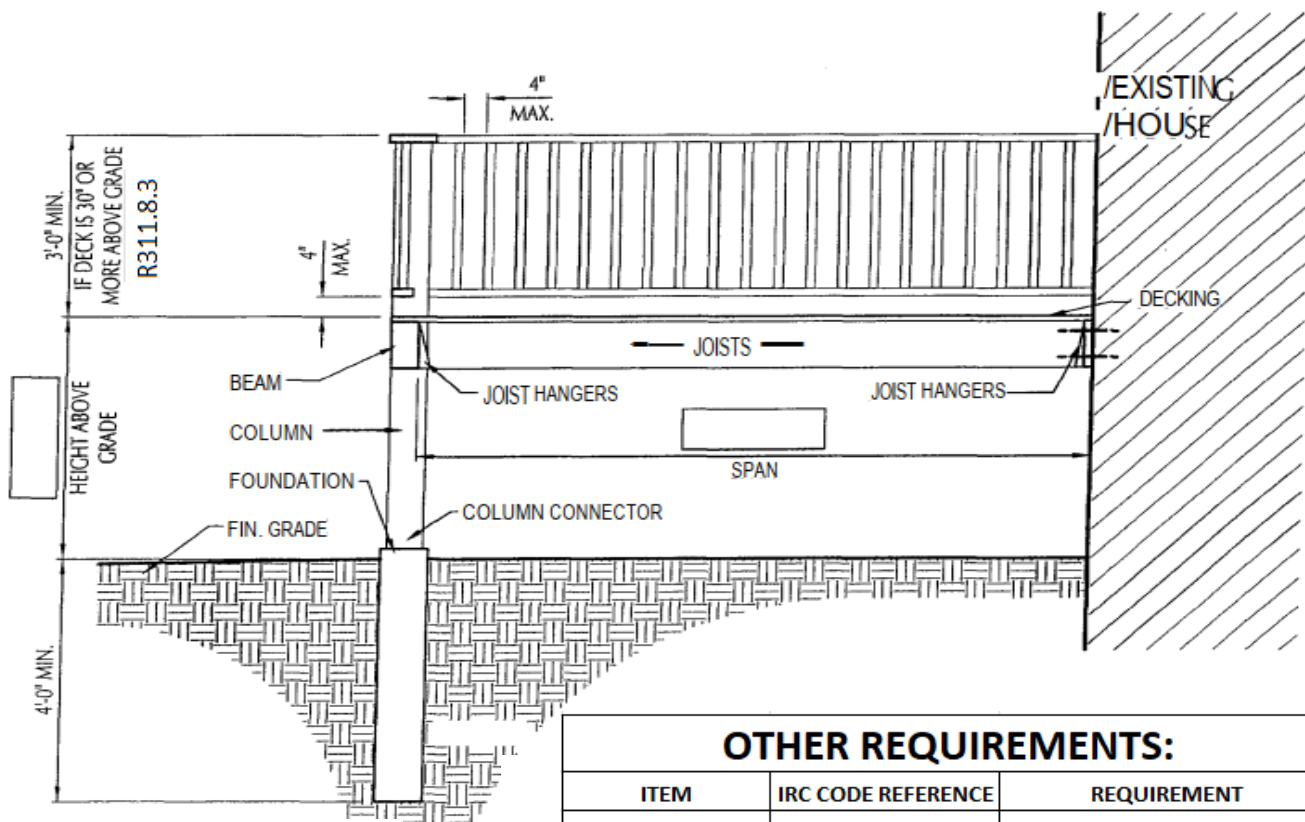 4"
MAX.
/EXISTING
/HOUSE
3'-0" MIN.
IF DECK IS 30" OR
MORE ABOVE GRADE
R311.8.3
4"
MAX.
DECKING
JOISTS
BEAM
JOIST HANGERS
JOIST HANGERS
HEIGHT ABOVE
GRADE
COLUMN
SPAN
FOUNDATION
COLUMN CONNECTOR
FIN. GRADE
4'-0" MIN.
OTHER REQUIREMENTS:
ITEM
IRC CODE REFERENCE
REQUIREMENT